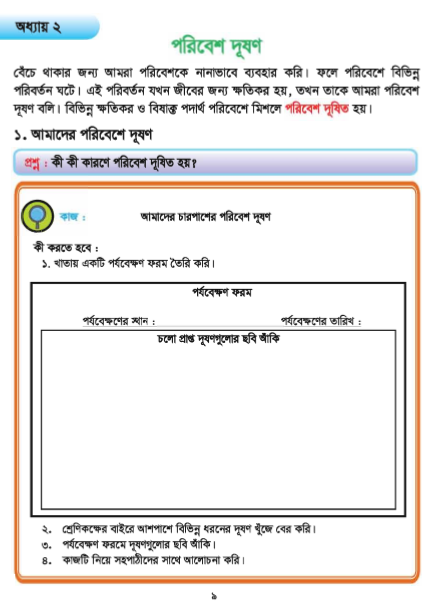 অধ্যায় ২
পরিবেশ দূষণ
বেঁচে থাকার জন্য আমরা পরিবেশকে নানাভাবে ব্যবহার করি। ফলে পরিবেশে বিভিন্ন
পরিবর্তন ঘটে। এই পরিবর্তন যখন জীবের জন্য ক্ষতিকর হয়, তখন তাকে আমরা পরিবেশ
দূষণ বলি। বিভিন্ন ক্ষতিকর ও বিষাক্ত পদার্থ পরিবেশে মিশলে পরিবেশ দূষিত হয়।
১. আমাদের পরিবেশে দূষণ
প্রশ্ন : কী কী কারণে পরিবেশ দূষিত হয়?
কাজ : আমাদের চারপাশের পরিবেশ দূষণ
কী করতে হবে :
১. খাতায় একটি পর্যবেক্ষণ ফরম তৈরি করি।
পর্যবেক্ষণ ফরম
পর্যবেক্ষণের স্থান : পর্যবেক্ষণের তারিখ :
চলো প্রাপ্ত দূষণগুলোর ছবি আঁকি
২. শ্রেণিকক্ষের বাইরে আশপাশে বিভিন্ন ধরনের দূষণ খুঁজে বের করি।
৩. পর্যবেক্ষণ ফরমে দূষণগুলোর ছবি আঁকি।
৪. কাজটি নিয়ে সহপাঠীদের সাথে আলোচনা করি।
৯